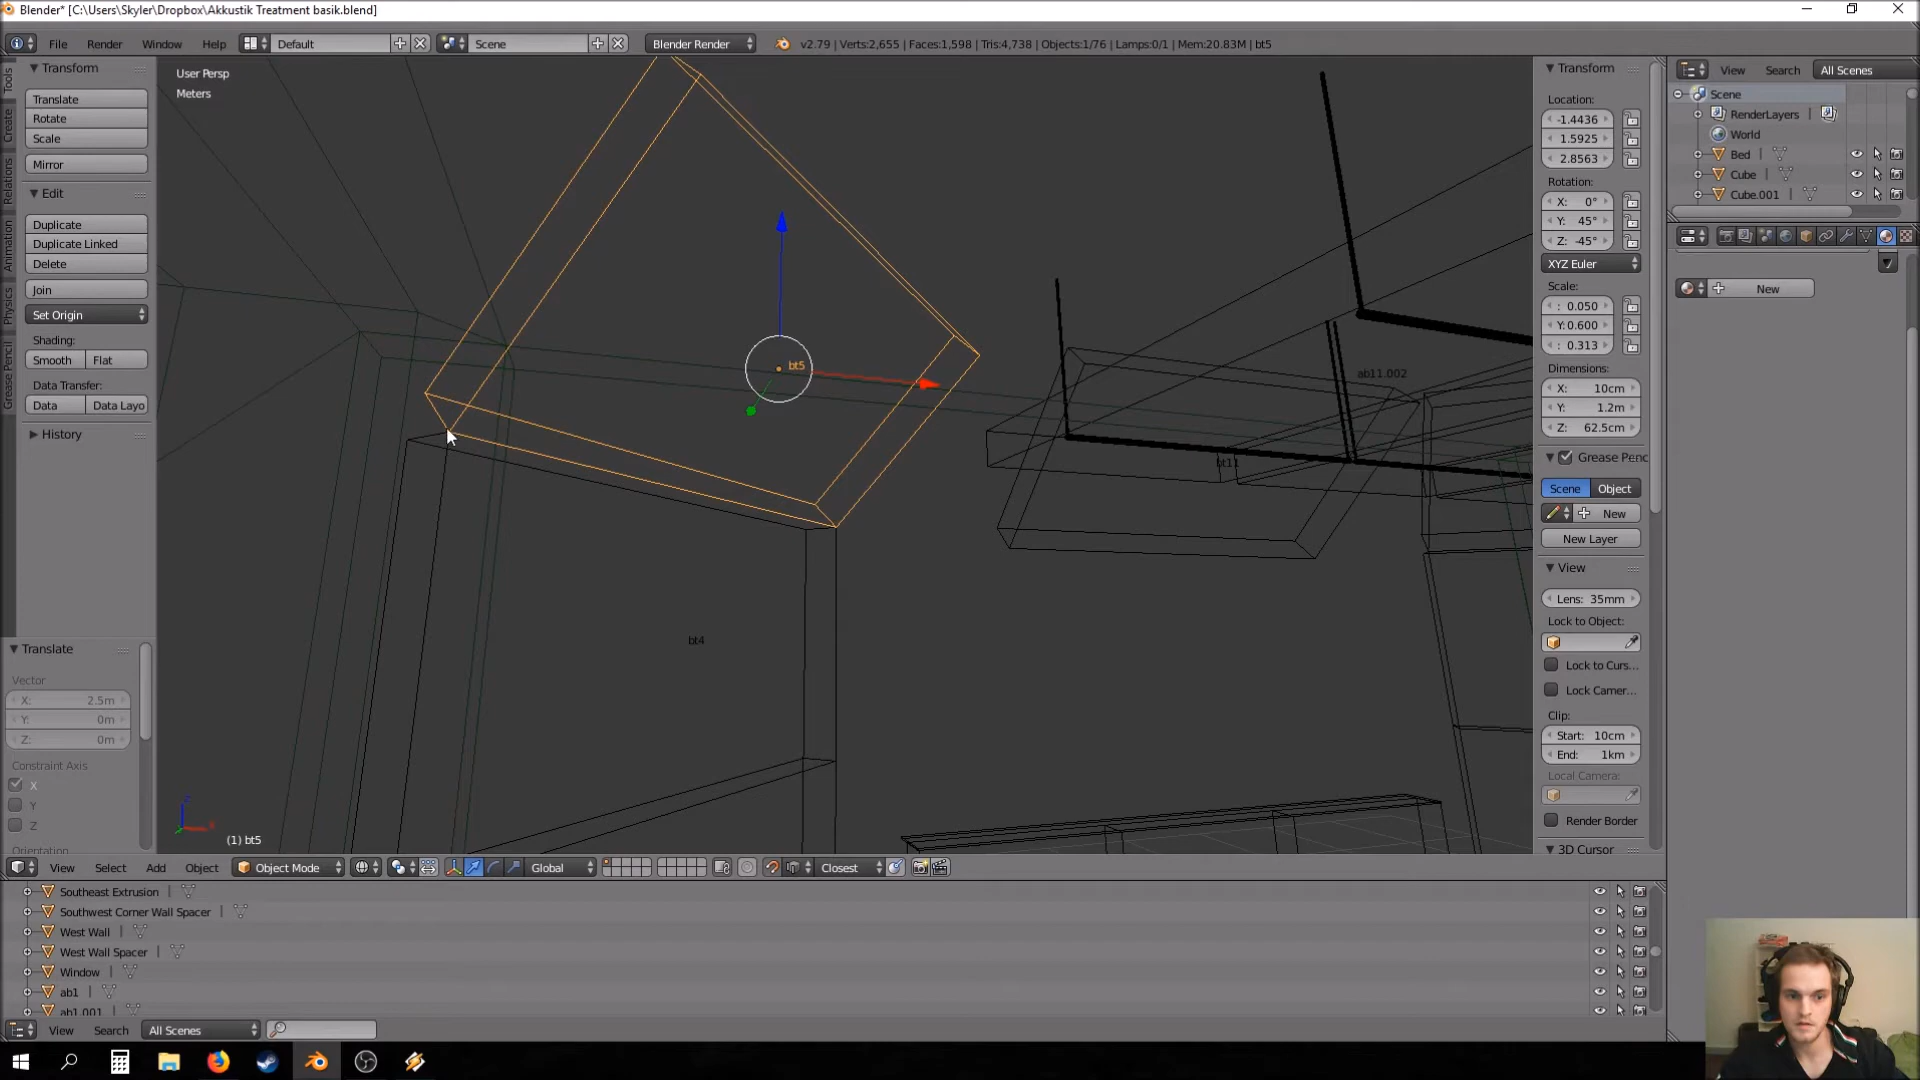 Blender* [C:\Users\Skyler\Dropbox\Akkustik Treatment basik.blend]
File Render Window Help Default Scene Blender Render v2.79 | Verts:2,655 | Faces:1,598 | Tris:4,738 | Objects:1/76 | Lamps:0/1 | Mem:20.83M | bt5
Tools
Create
Relations
Animation
Physics
Grease Pencil
Transform
Translate
Rotate
Scale
Mirror
Edit
Duplicate
Duplicate Linked
Delete
Join
Set Origin
Shading:
Smooth Flat
Data Transfer:
Data Data Layo
History
Translate
Vector
X: 2.5m
Y: 0m
Z: 0m
Constraint Axis
X
Y
Z
Orientation
User Persp
Meters
bt5
ab11.002
bt11
bt4
(1) bt5
Transform
Location:
-1.4436
1.5925
2.8563
Rotation:
X: 0°
Y: 45°
Z: -45°
XYZ Euler
Scale:
: 0.050
Y:0.600
: 0.313
Dimensions:
X: 10cm
Y: 1.2m
Z: 62.5cm
Grease Penc
Scene Object
New
New Layer
View
Lens: 35mm
Lock to Object:
Lock to Curs...
Lock Camer...
Clip:
Start: 10cm
End: 1km
Local Camera:
Render Border
3D Cursor
View Search All Scenes
Scene
RenderLayers |
World
Bed |
Cube |
Cube.001 |
New
View Select Add Object Object Mode Global Closest
Southeast Extrusion |
Southwest Corner Wall Spacer |
West Wall |
West Wall Spacer |
Window |
ab1 |
ab1.001 |
View Search All Scenes